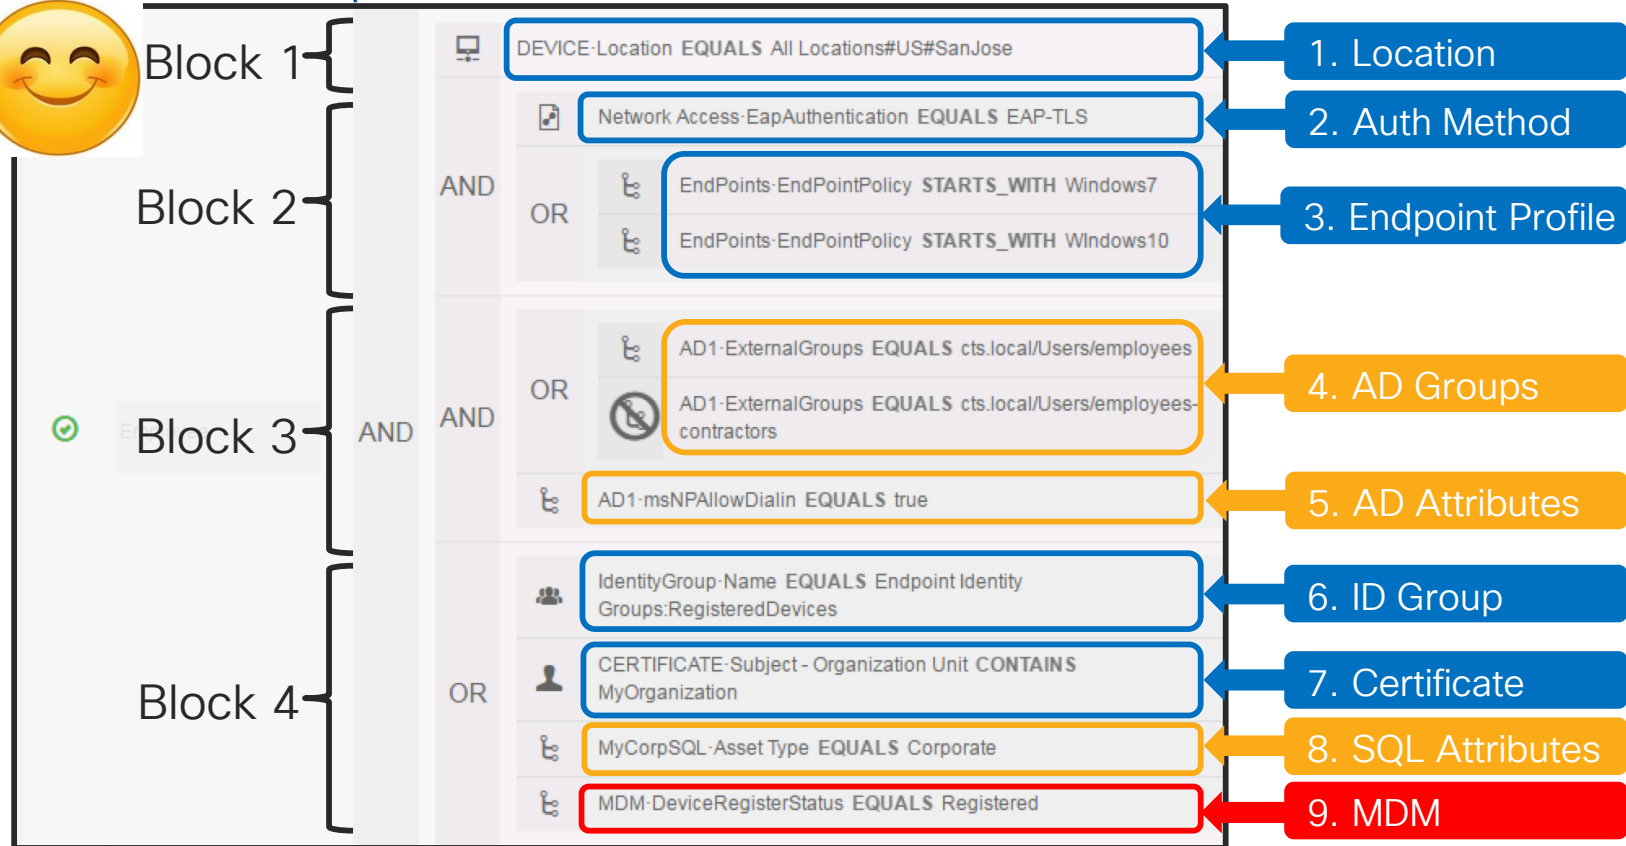 Block 1
DEVICE·Location EQUALS All Locations#US#SanJose
1. Location
Block 2
AND
Network Access·EapAuthentication EQUALS EAP-TLS
2. Auth Method
OR
EndPoints·EndPointPolicy STARTS_WITH Windows7
EndPoints·EndPointPolicy STARTS_WITH WIndows10
3. Endpoint Profile
Block 3
AND
AND
OR
AD1·ExternalGroups EQUALS cts.local/Users/employees
AD1·ExternalGroups EQUALS cts.local/Users/employees-
contractors
4. AD Groups
AD1·msNPAllowDialin EQUALS true
5. AD Attributes
Block 4
OR
IdentityGroup·Name EQUALS Endpoint Identity
Groups:RegisteredDevices
6. ID Group
CERTIFICATE·Subject - Organization Unit CONTAINS
MyOrganization
7. Certificate
MyCorpSQL·Asset Type EQUALS Corporate
8. SQL Attributes
MDM·DeviceRegisterStatus EQUALS Registered
9. MDM